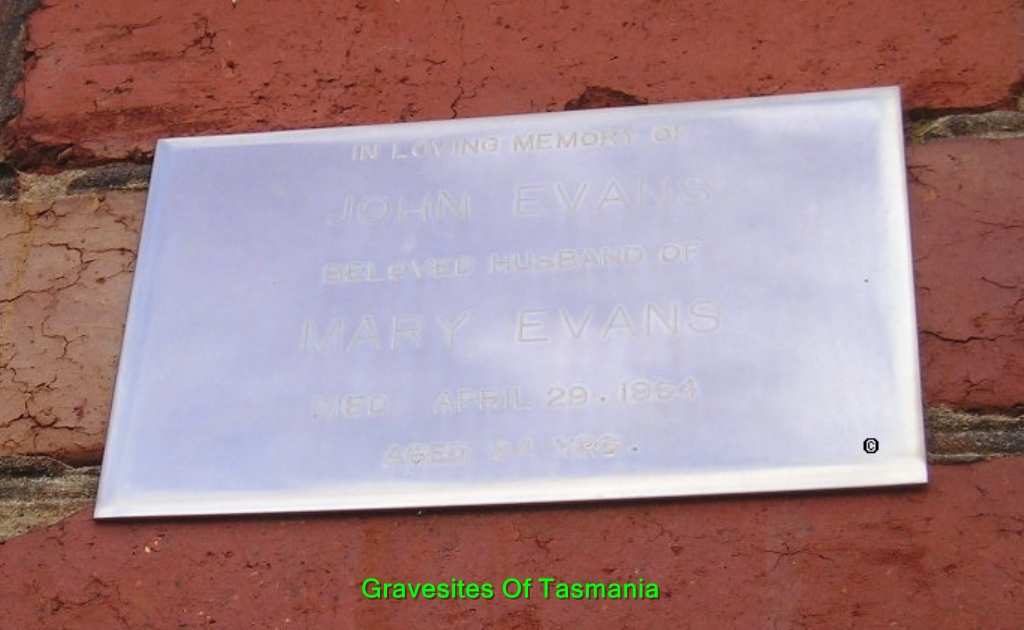 IN LOVING MEMORY OF
JOHN EVANS
BELOVED HUSBAND OF
MARY EVANS
DIED APRIL 29. 1964
AGED YRS.
©
Gravesites Of Tasmania